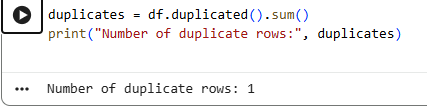 duplicates = df.duplicated().sum()
print("Number of duplicate rows:", duplicates)
••• Number of duplicate rows: 1